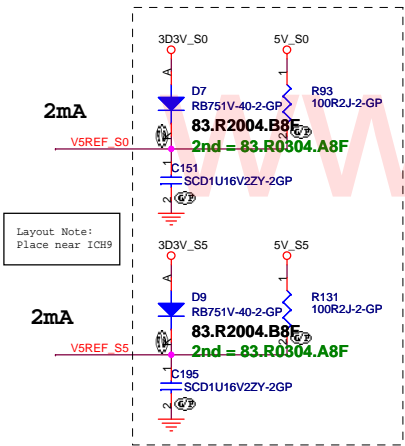 3D3V_S0 5V_S0
A 1
D7 R93
RB751V-40-2-GP 100R2J-2-GP
2mA
83.R2004.B8F
V5REF_S0 2nd = 83.R0304.A8F
2
1 C151
SCD1U16V2ZY-2GP
2 G/P
WW
Layout Note:
Place near ICH9
3D3V_S5 5V_S5
A 1
D9 R131
RB751V-40-2-GP 100R2J-2-GP
2mA
83.R2004.B8F
V5REF_S5 2nd = 83.R0304.A8F
2
1 C195
SCD1U16V2ZY-2GP
2 G/P